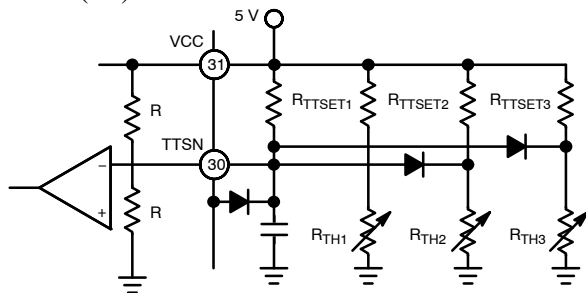 5 V
VCC
31
R
R_TTSET1
R_TTSET2
R_TTSET3
TTSN
30
−
+
R
R_TH1
R_TH2
R_TH3